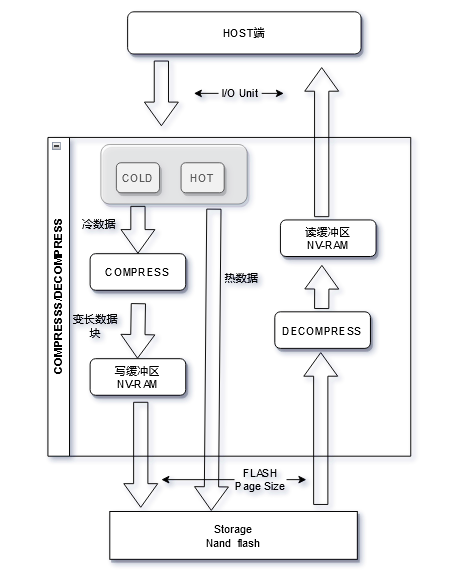 HOST端
I/O Unit
COMPRESSS/DECOMPRESS
COLD
HOT
冷数据
COMPRESS
热数据
变长数据
块
写缓冲区
NV-RAM
读缓冲区
NV-RAM
DECOMPRESS
FLASH
Page Size
Storage
Nand flash